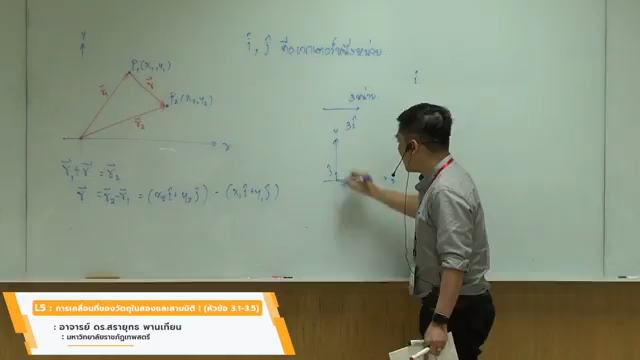 î, ĵ คือเวกเตอร์หนึ่งหน่วย
î
y
P₁(x₁, y₁)
r⃗₁
r⃗
P₂(x₂, y₂)
r⃗₂
x
3 หน่วย
3î
y
r⃗₁ + r⃗ = r⃗₂
r⃗ = r⃗₂ - r⃗₁ = (x₂î + y₂ĵ) - (x₁î + y₁ĵ)
L5 : การเคลื่อนที่ของวัตถุในสองและสามมิติ I (หัวข้อ 3.1-3.5)
: อาจารย์ ดร.สรายุทธ พานเทียน
: มหาวิทยาลัยราชภัฏเทพสตรี